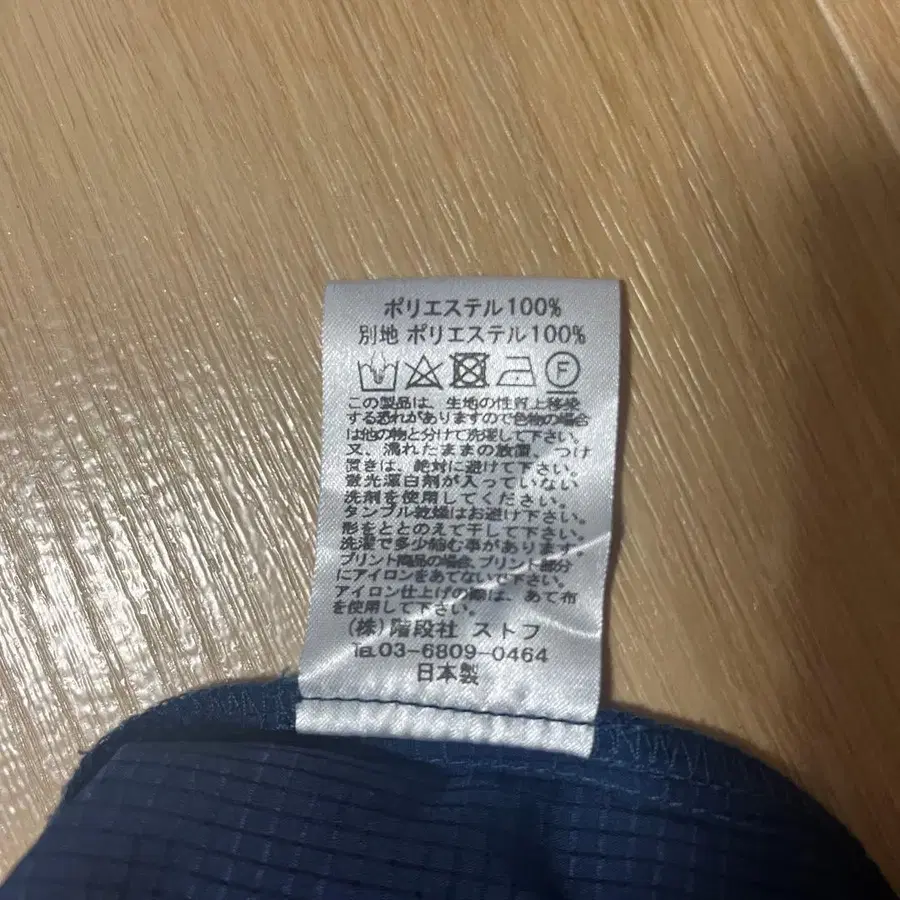 ポリエステル100%
別地 ポリエステル100%
F
この製品は、生地の性質上移染
する恐れがありますので色物の場合
は他の物と分けて洗濯して下さい。
又、濡れたままの放置、つけ
置きは、絶対に避けて下さい。
蛍光漂白剤が入っていない
洗剤を使用してください。
タンブル乾燥はお避け下さい。
形をととのえて干して下さい。
洗濯で多少縮む事があります。
プリント商品の場合、プリント部分
にアイロンをあてないで下さい。
アイロン仕上げの際は、あて布
を使用して下さい。
(株)階段社 ストフ
℡03-6809-0464
日本製